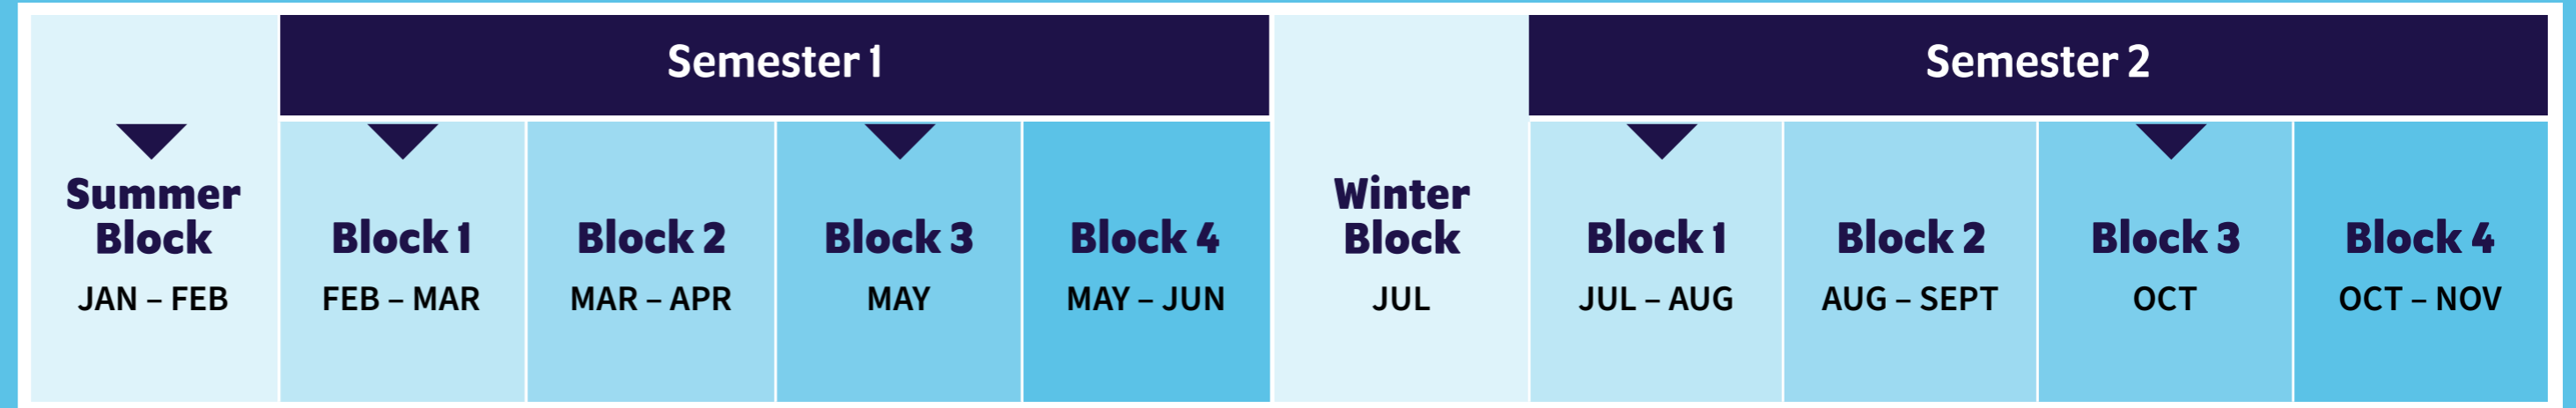 Semester 1
Semester 2
Summer
Block
JAN – FEB
Block 1
FEB – MAR
Block 2
MAR – APR
Block 3
MAY
Block 4
MAY – JUN
Winter
Block
JUL
Block 1
JUL – AUG
Block 2
AUG – SEPT
Block 3
OCT
Block 4
OCT – NOV